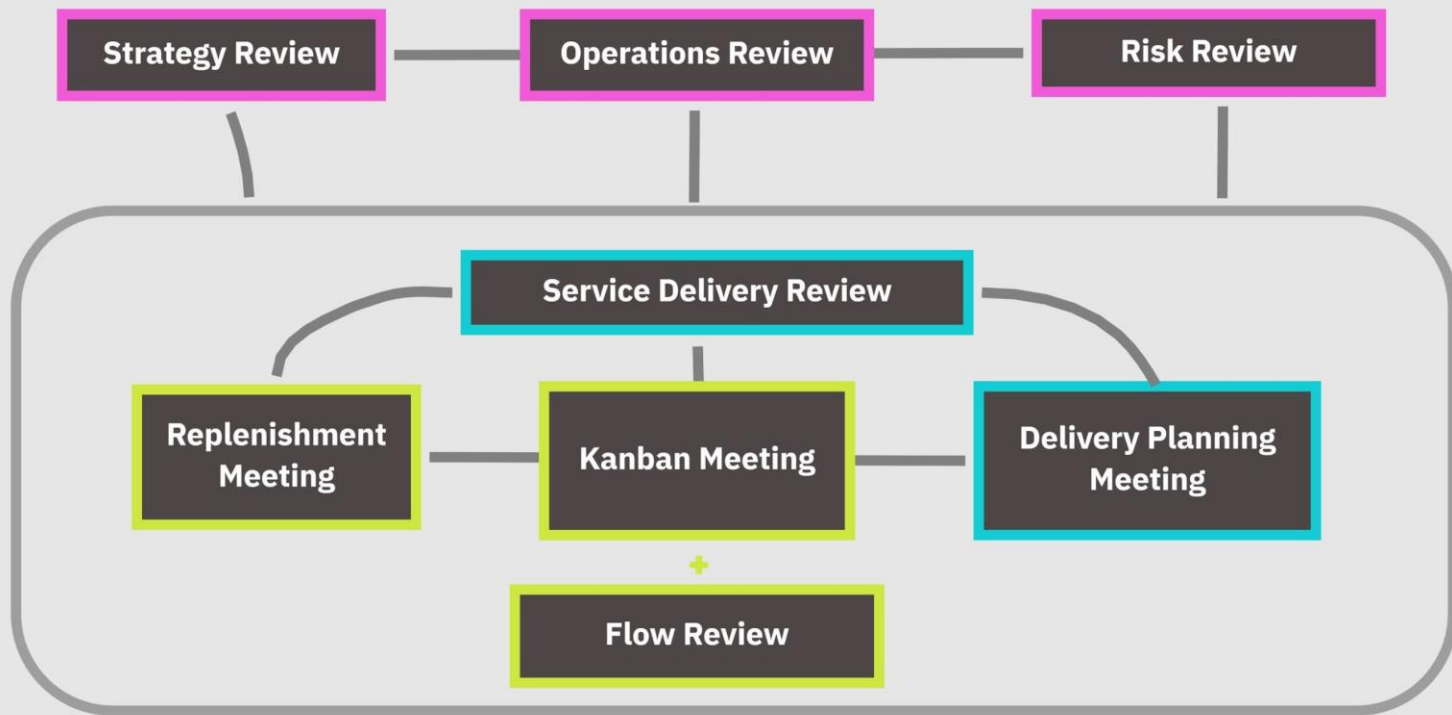 Strategy Review
Operations Review
Risk Review
Service Delivery Review
Replenishment
Meeting
Kanban Meeting
Delivery Planning
Meeting
+
Flow Review